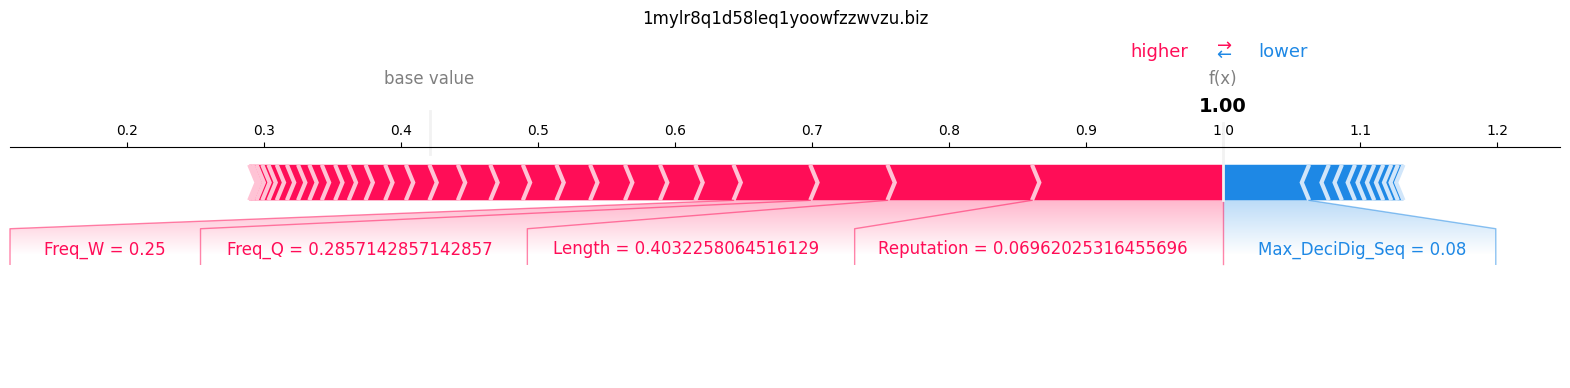 1mylr8q1d58leq1yoowfzzwvzu.biz
higher ⇄ lower
base value f(x)
1.00
0.2 0.3 0.4 0.5 0.6 0.7 0.8 0.9 1.0 1.1 1.2
Freq_W = 0.25 Freq_Q = 0.2857142857142857 Length = 0.4032258064516129 Reputation = 0.06962025316455696 Max_DeciDig_Seq = 0.08